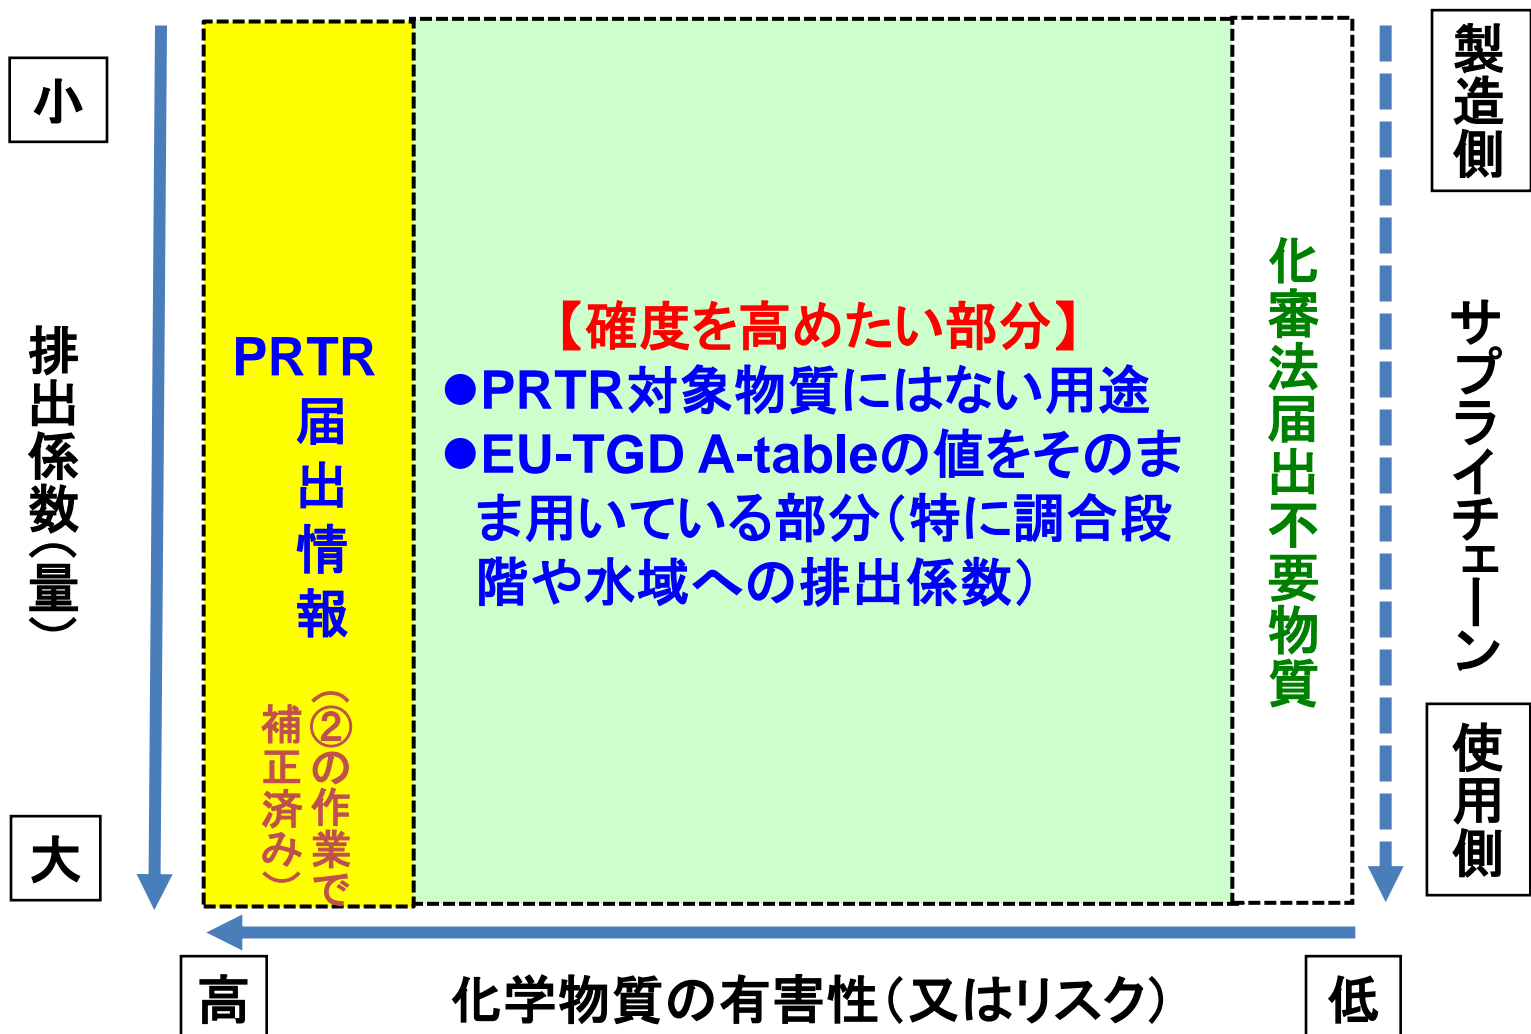 小
排出係数(量)
大
PRTR
届出情報
(②の作業で
補正済み)
【確度を高めたい部分】
●PRTR対象物質にはない用途
●EU-TGD A-tableの値をそのま
ま用いている部分(特に調合段
階や水域への排出係数)
化審法届出不要物質
製造側
サプライチェーン
使用側
高
化学物質の有害性(又はリスク)
低